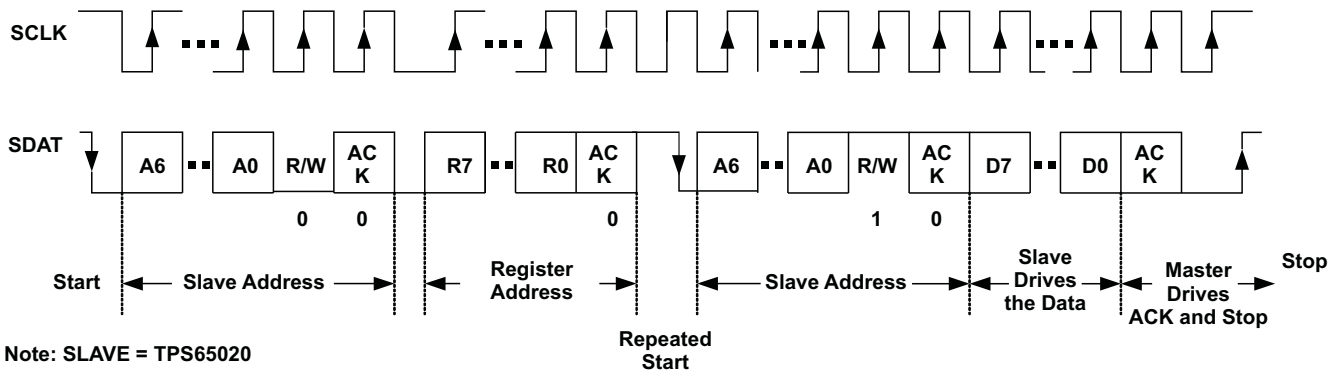 SCLK
SDAT
A6
A0
R/W
AC
K
R7
R0
AC
K
A6
A0
R/W
AC
K
D7
D0
AC
K
0
0
0
1
0
Start
Slave Address
Register
Address
Repeated
Start
Slave Address
Slave
Drives
the Data
Master
Drives
ACK and Stop
Stop
Note: SLAVE = TPS65020